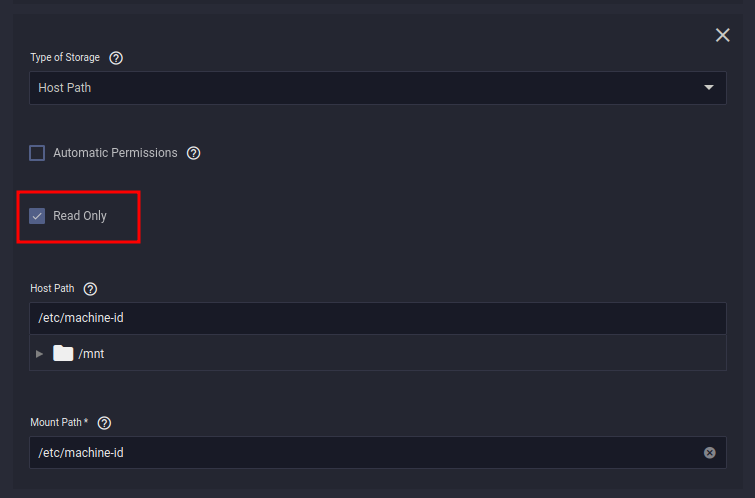 Type of Storage
Host Path
Automatic Permissions
Read Only
Host Path
/etc/machine-id
/mnt
Mount Path *
/etc/machine-id